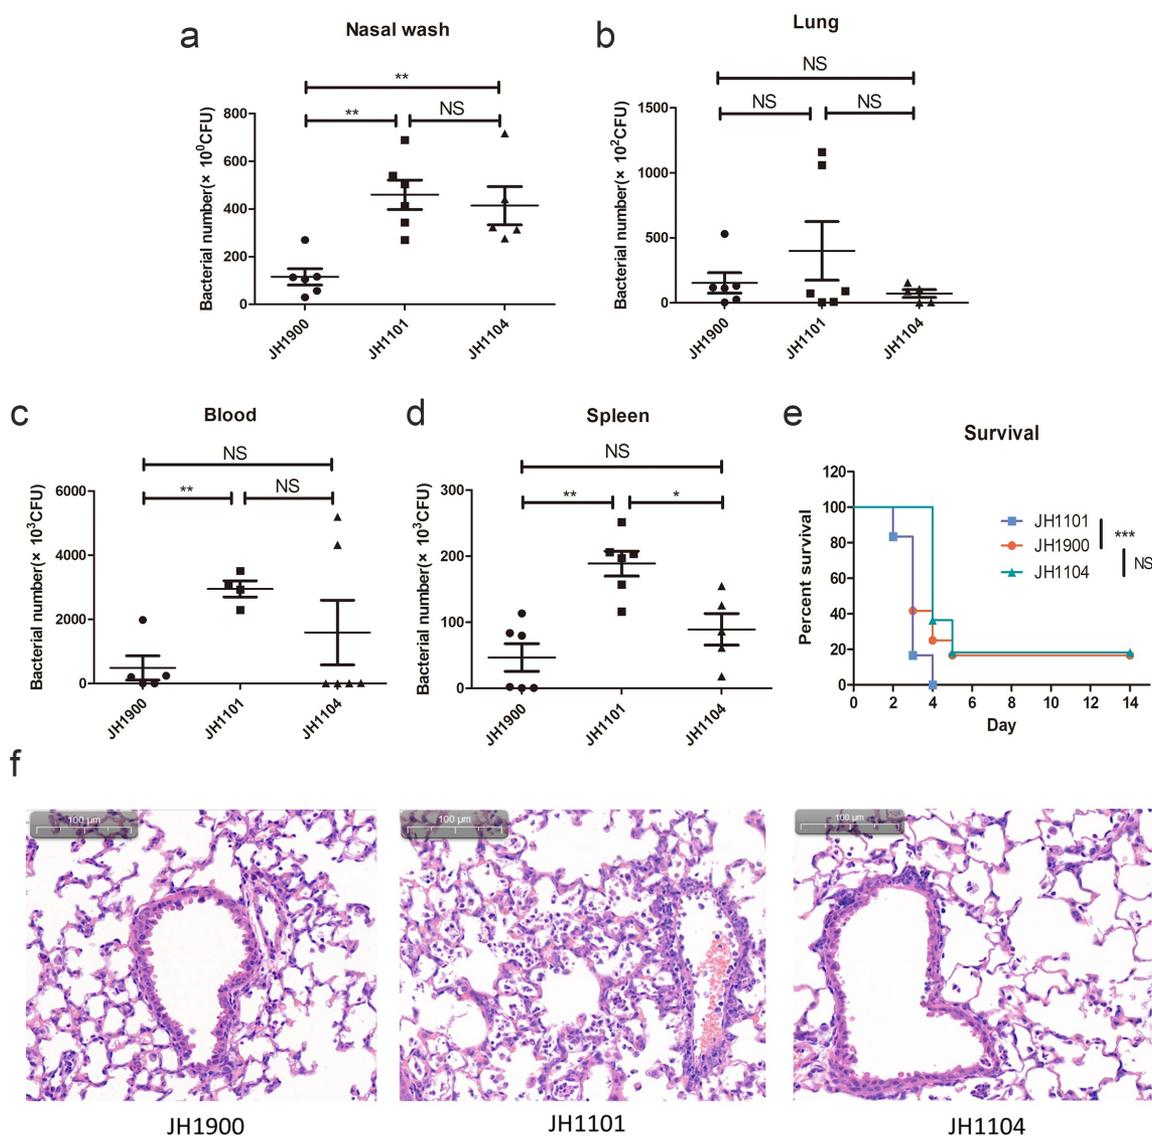 a
Nasal wash
**
**
NS
Bacterial number(× 10⁰CFU)
800
600
400
200
0
JH1900
JH1101
JH1104
b
Lung
NS
NS
NS
Bacterial number(× 10²CFU)
1500
1000
500
0
JH1900
JH1101
JH1104
c
Blood
NS
**
NS
Bacterial number(× 10³CFU)
6000
4000
2000
0
JH1900
JH1101
JH1104
d
Spleen
NS
**
*
Bacterial number(× 10³CFU)
300
200
100
0
JH1900
JH1101
JH1104
e
Survival
Percent survival
120
100
80
60
40
20
0
0 2 4 6 8 10 12 14
Day
JH1101
JH1900
JH1104
***
NS
f
100 µm
100 µm
100 µm
JH1900
JH1101
JH1104